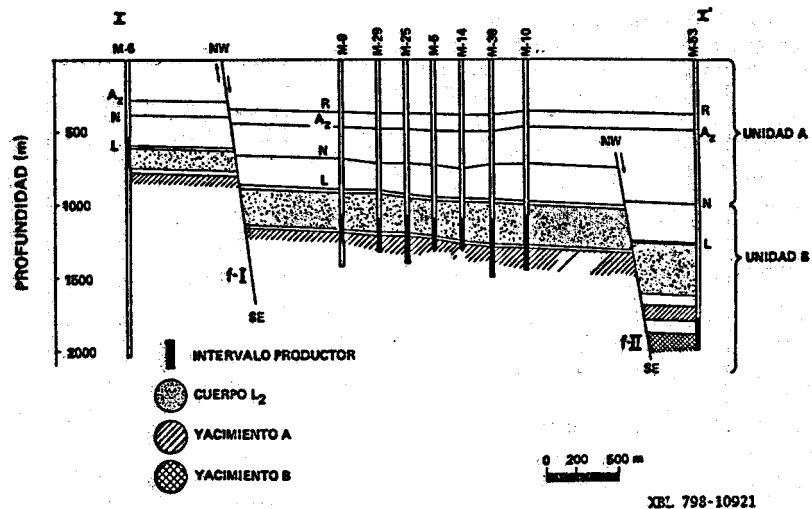 I I'
M-6 NW M-9 M-29 M-25 M-5 M-14 M-38 M-10 M-53
PROFUNDIDAD (m)
500
1000
1500
2000
A2
N
L
R
A2
N
L
NW
R
A2
N
L
UNIDAD A
UNIDAD B
f-I
SE
f-II
SE
INTERVALO PRODUCTOR
CUERPO L2
YACIMIENTO A
YACIMIENTO B
0 200 500 m
XBL 798-10921